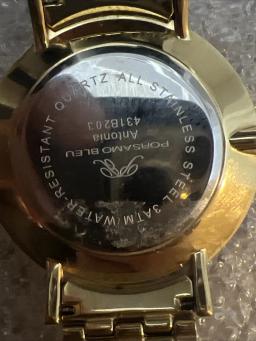 WATER-RESISTANT QUARTZ ALL STAINLESS STEEL 3ATM
PORSAMO BLEU
Antonia
431B203